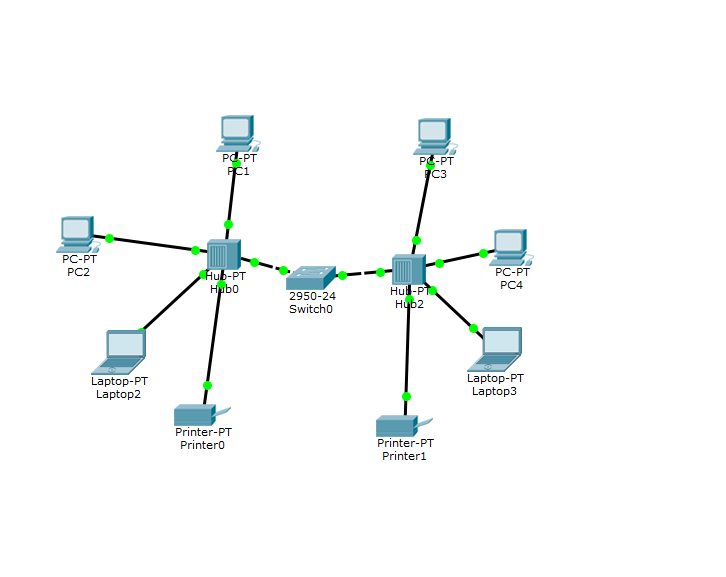 PC-PT
PC1
PC-PT
PC3
PC-PT
PC2
Hub-PT
Hub0
2950-24
Switch0
Hub-PT
Hub2
PC-PT
PC4
Laptop-PT
Laptop2
Laptop-PT
Laptop3
Printer-PT
Printer0
Printer-PT
Printer1